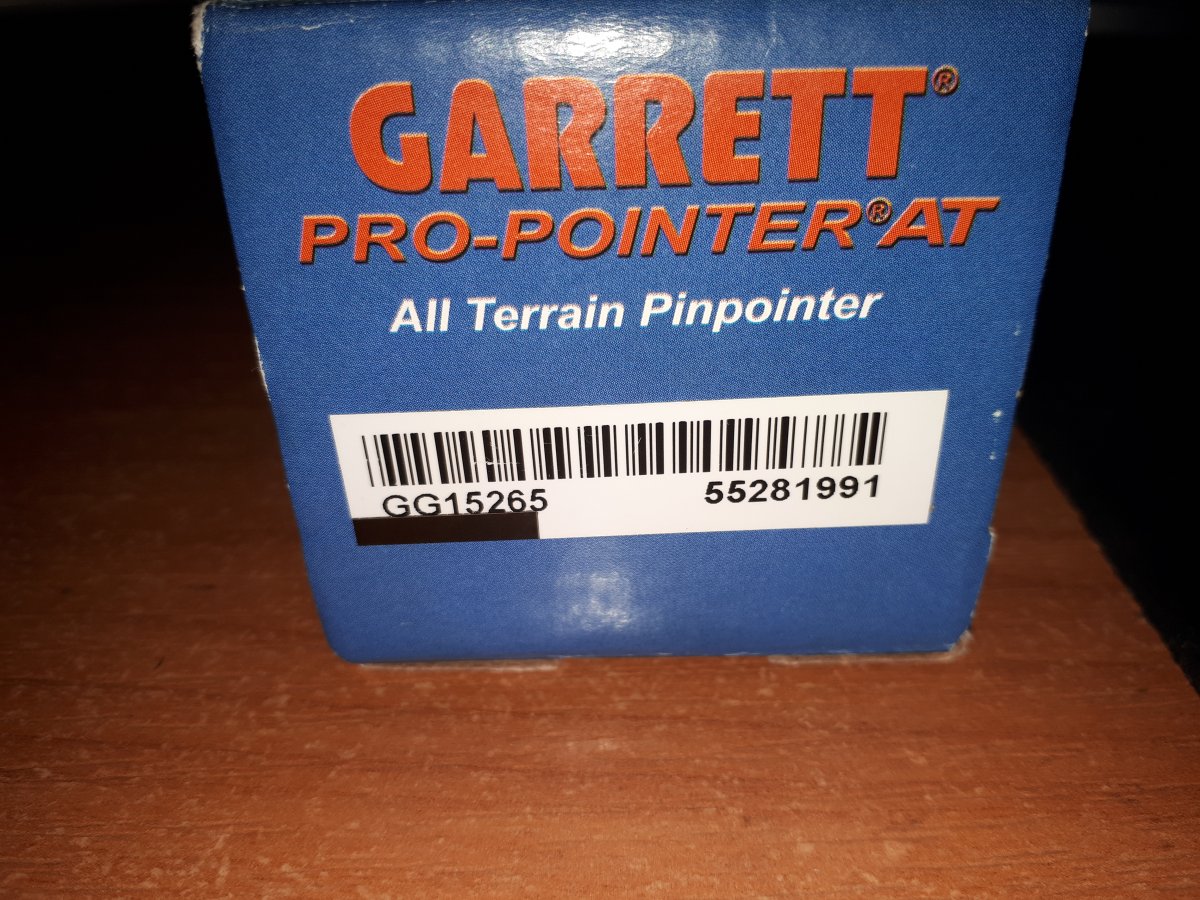 GARRETT®
PRO-POINTER® AT
All Terrain Pinpointer
GG15265 55281991